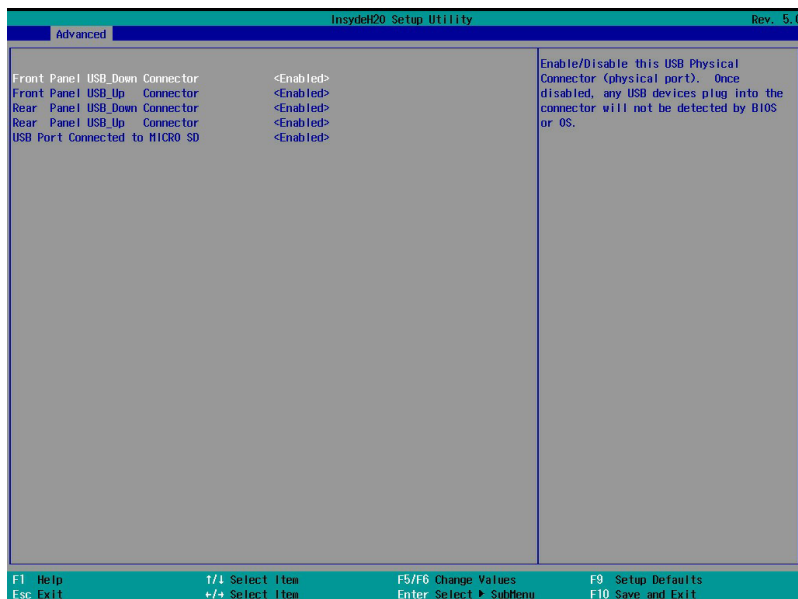 InsydeH2O Setup Utility Rev. 5.
Advanced
Front Panel USB_Down Connector <Enabled>
Front Panel USB_Up Connector <Enabled>
Rear Panel USB_Down Connector <Enabled>
Rear Panel USB_Up Connector <Enabled>
USB Port Connected to MICRO SD <Enabled>
Enable/Disable this USB Physical
Connector (physical port). Once
disabled, any USB devices plug into the
connector will not be detected by BIOS
or OS.
F1 Help ↑/↓ Select Item F5/F6 Change Values F9 Setup Defaults
Esc Exit ←/→ Select Item Enter Select ▶ SubMenu F10 Save and Exit